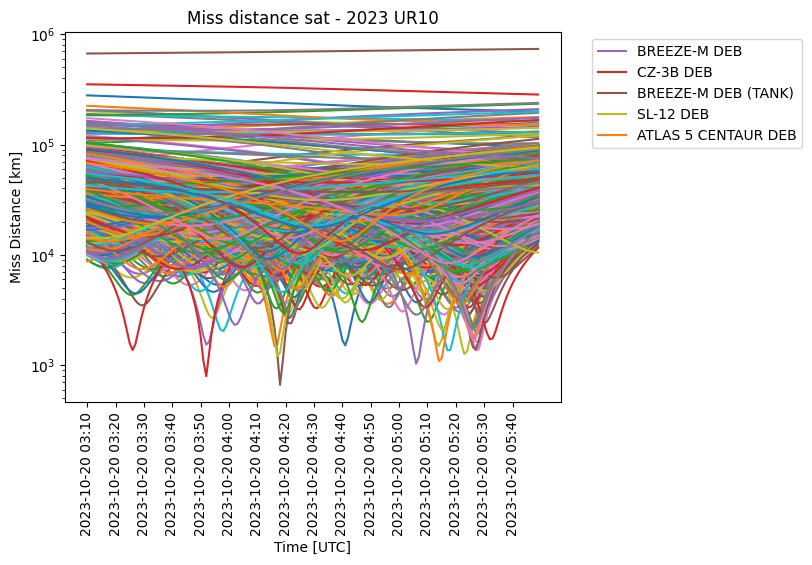 Miss distance sat - 2023 UR10
Miss Distance [km]
10^6
10^5
10^4
10^3
2023-10-20 03:10
2023-10-20 03:20
2023-10-20 03:30
2023-10-20 03:40
2023-10-20 03:50
2023-10-20 04:00
2023-10-20 04:10
2023-10-20 04:20
2023-10-20 04:30
2023-10-20 04:40
2023-10-20 04:50
2023-10-20 05:00
2023-10-20 05:10
2023-10-20 05:20
2023-10-20 05:30
2023-10-20 05:40
Time [UTC]
BREEZE-M DEB
CZ-3B DEB
BREEZE-M DEB (TANK)
SL-12 DEB
ATLAS 5 CENTAUR DEB